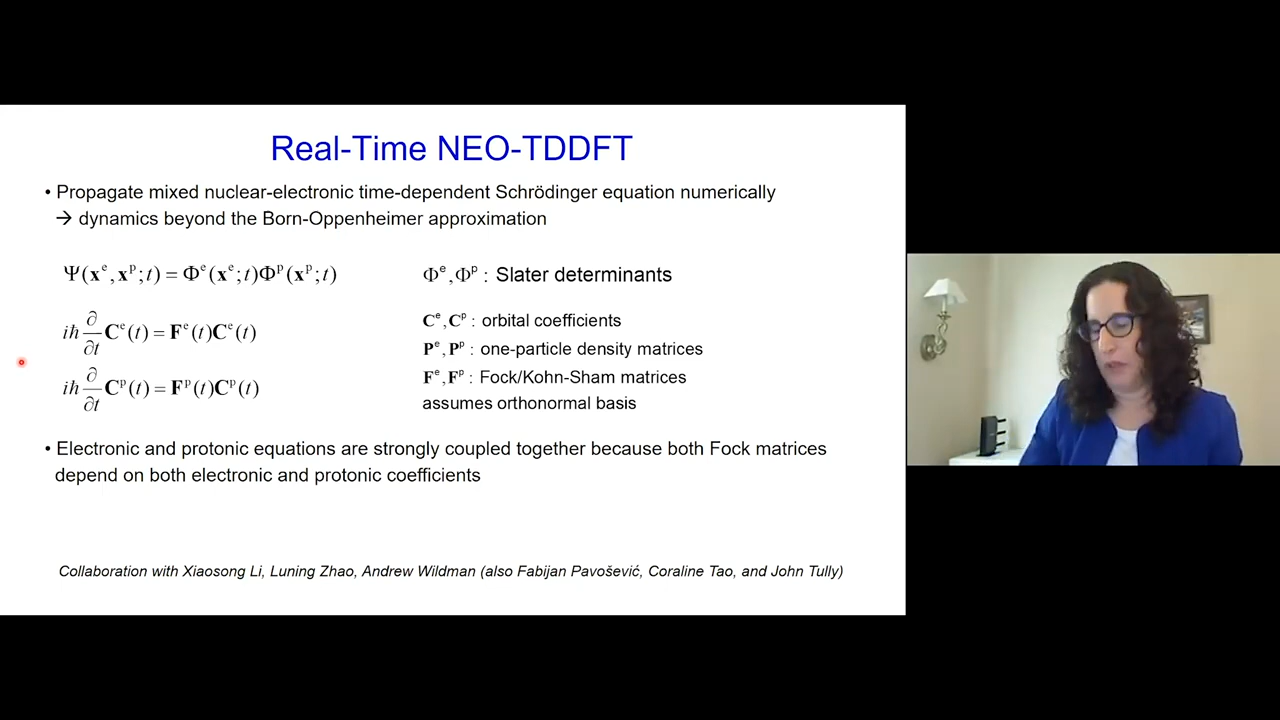 Real-Time NEO-TDDFT
• Propagate mixed nuclear-electronic time-dependent Schrödinger equation numerically
→ dynamics beyond the Born-Oppenheimer approximation
Ψ(xᵉ, xᵖ; t) = Φᵉ(xᵉ; t)Φᵖ(xᵖ; t)
Φᵉ, Φᵖ : Slater determinants
iℏ ∂/∂t Cᵉ(t) = Fᵉ(t)Cᵉ(t)
iℏ ∂/∂t Cᵖ(t) = Fᵖ(t)Cᵖ(t)
Cᵉ, Cᵖ : orbital coefficients
Pᵉ, Pᵖ : one-particle density matrices
Fᵉ, Fᵖ : Fock/Kohn-Sham matrices
assumes orthonormal basis
• Electronic and protonic equations are strongly coupled together because both Fock matrices
depend on both electronic and protonic coefficients
Collaboration with Xiaosong Li, Luning Zhao, Andrew Wildman (also Fabijan Pavošević, Coraline Tao, and John Tully)